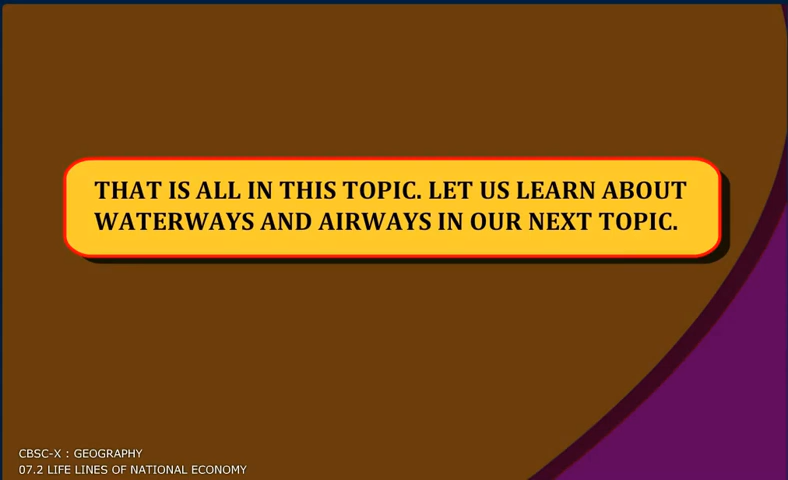 THAT IS ALL IN THIS TOPIC. LET US LEARN ABOUT
WATERWAYS AND AIRWAYS IN OUR NEXT TOPIC.
CBSC-X : GEOGRAPHY
07.2 LIFE LINES OF NATIONAL ECONOMY